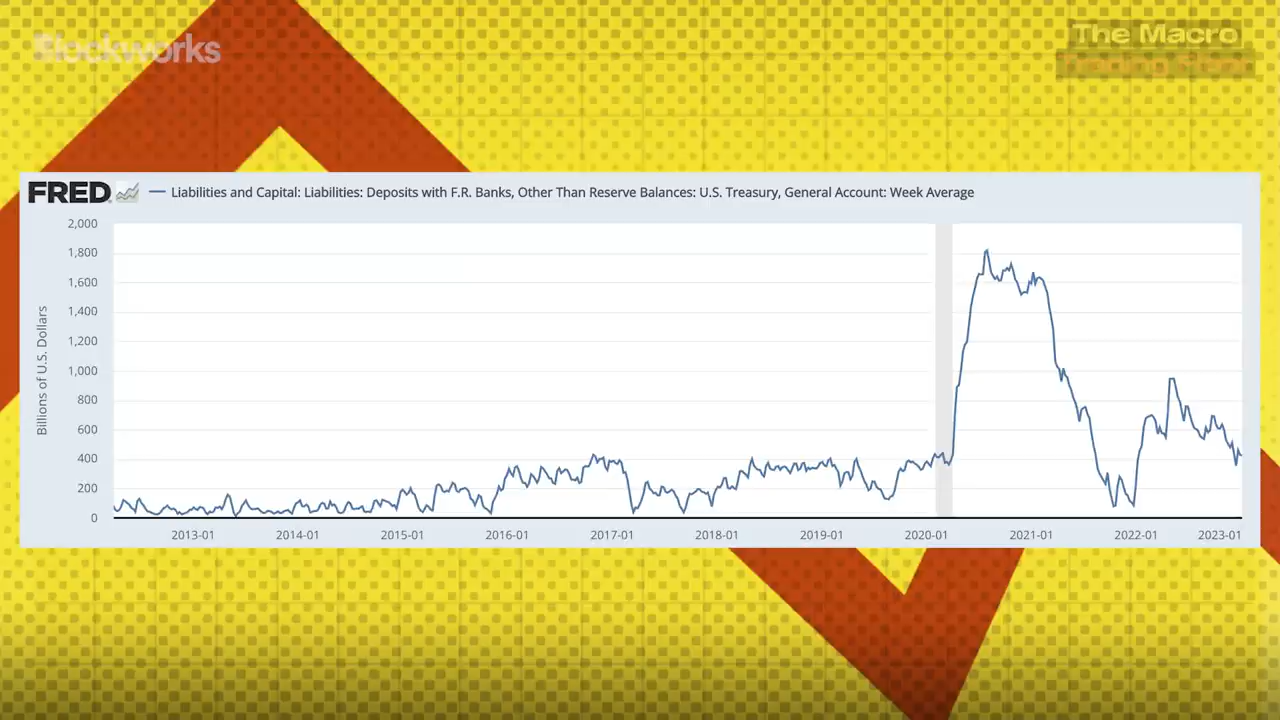 Blockworks
The Macro
Trading Floor
FRED
Liabilities and Capital: Liabilities: Deposits with F.R. Banks, Other Than Reserve Balances: U.S. Treasury, General Account: Week Average
Billions of U.S. Dollars
2,000
1,800
1,600
1,400
1,200
1,000
800
600
400
200
0
2013-01 2014-01 2015-01 2016-01 2017-01 2018-01 2019-01 2020-01 2021-01 2022-01 2023-01